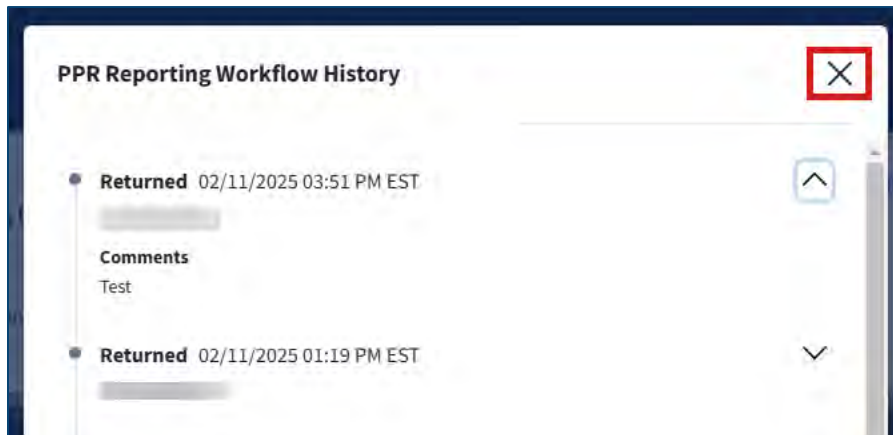 PPR Reporting Workflow History
Returned 02/11/2025 03:51 PM EST
Comments
Test
Returned 02/11/2025 01:19 PM EST